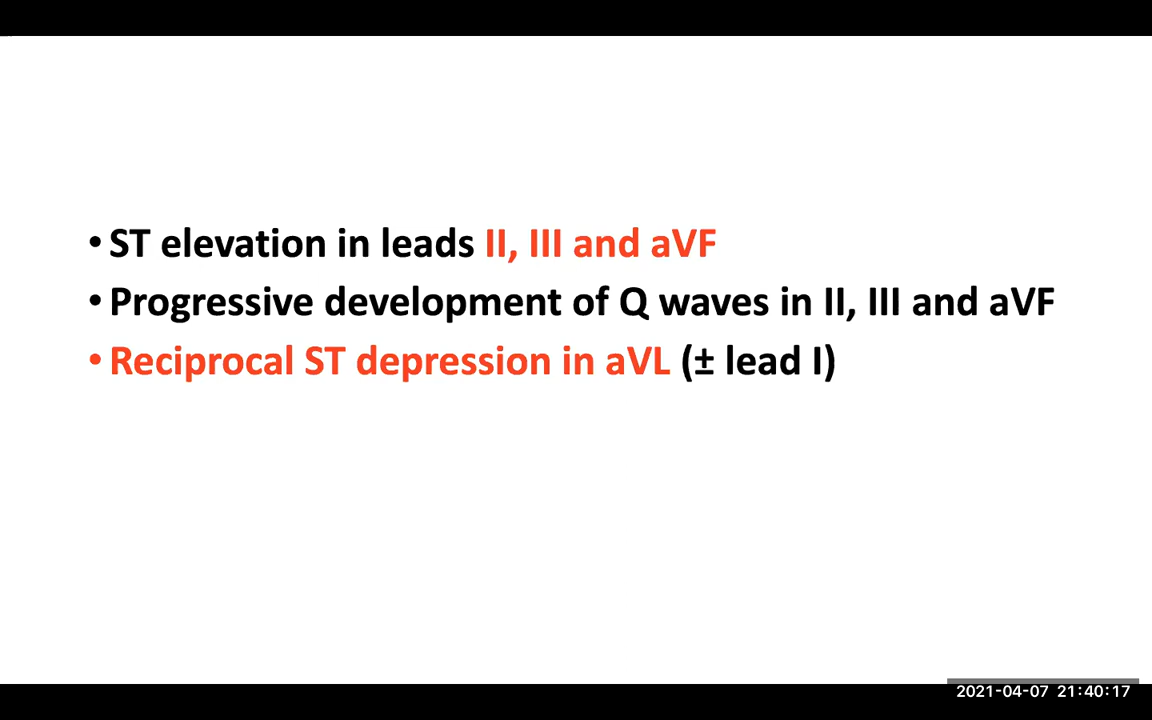 • ST elevation in leads II, III and aVF
• Progressive development of Q waves in II, III and aVF
• Reciprocal ST depression in aVL (± lead I)
2021-04-07 21:40:17